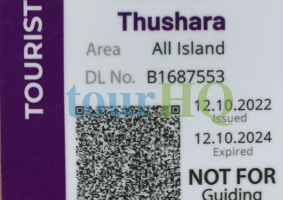 TOURIST
Thushara
Area All Island
DL No. B1687553
tourHQ
12.10.2022
Issued
12.10.2024
Expired
NOT FOR
Guiding